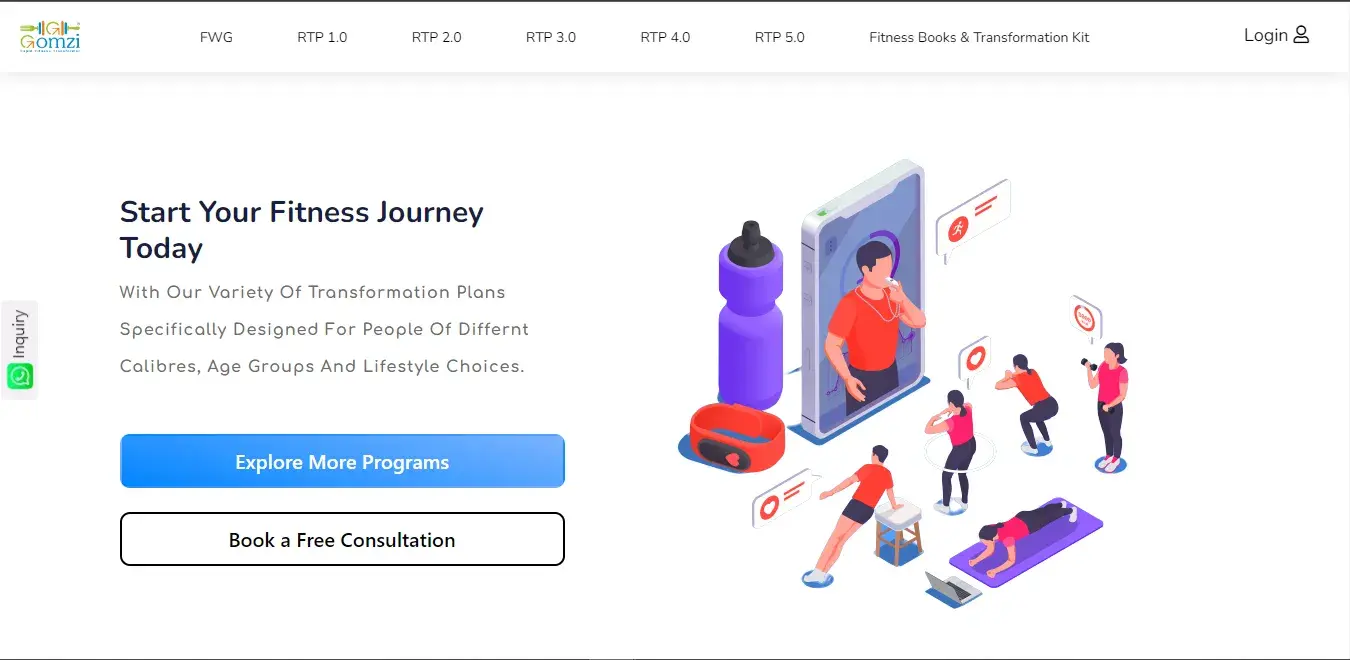 Gomzi
FWG
RTP 1.0
RTP 2.0
RTP 3.0
RTP 4.0
RTP 5.0
Fitness Books & Transformation Kit
Login
Start Your Fitness Journey
Today
With Our Variety Of Transformation Plans
Specifically Designed For People Of Differnt
Calibres, Age Groups And Lifestyle Choices.
Inquiry
Explore More Programs
Book a Free Consultation